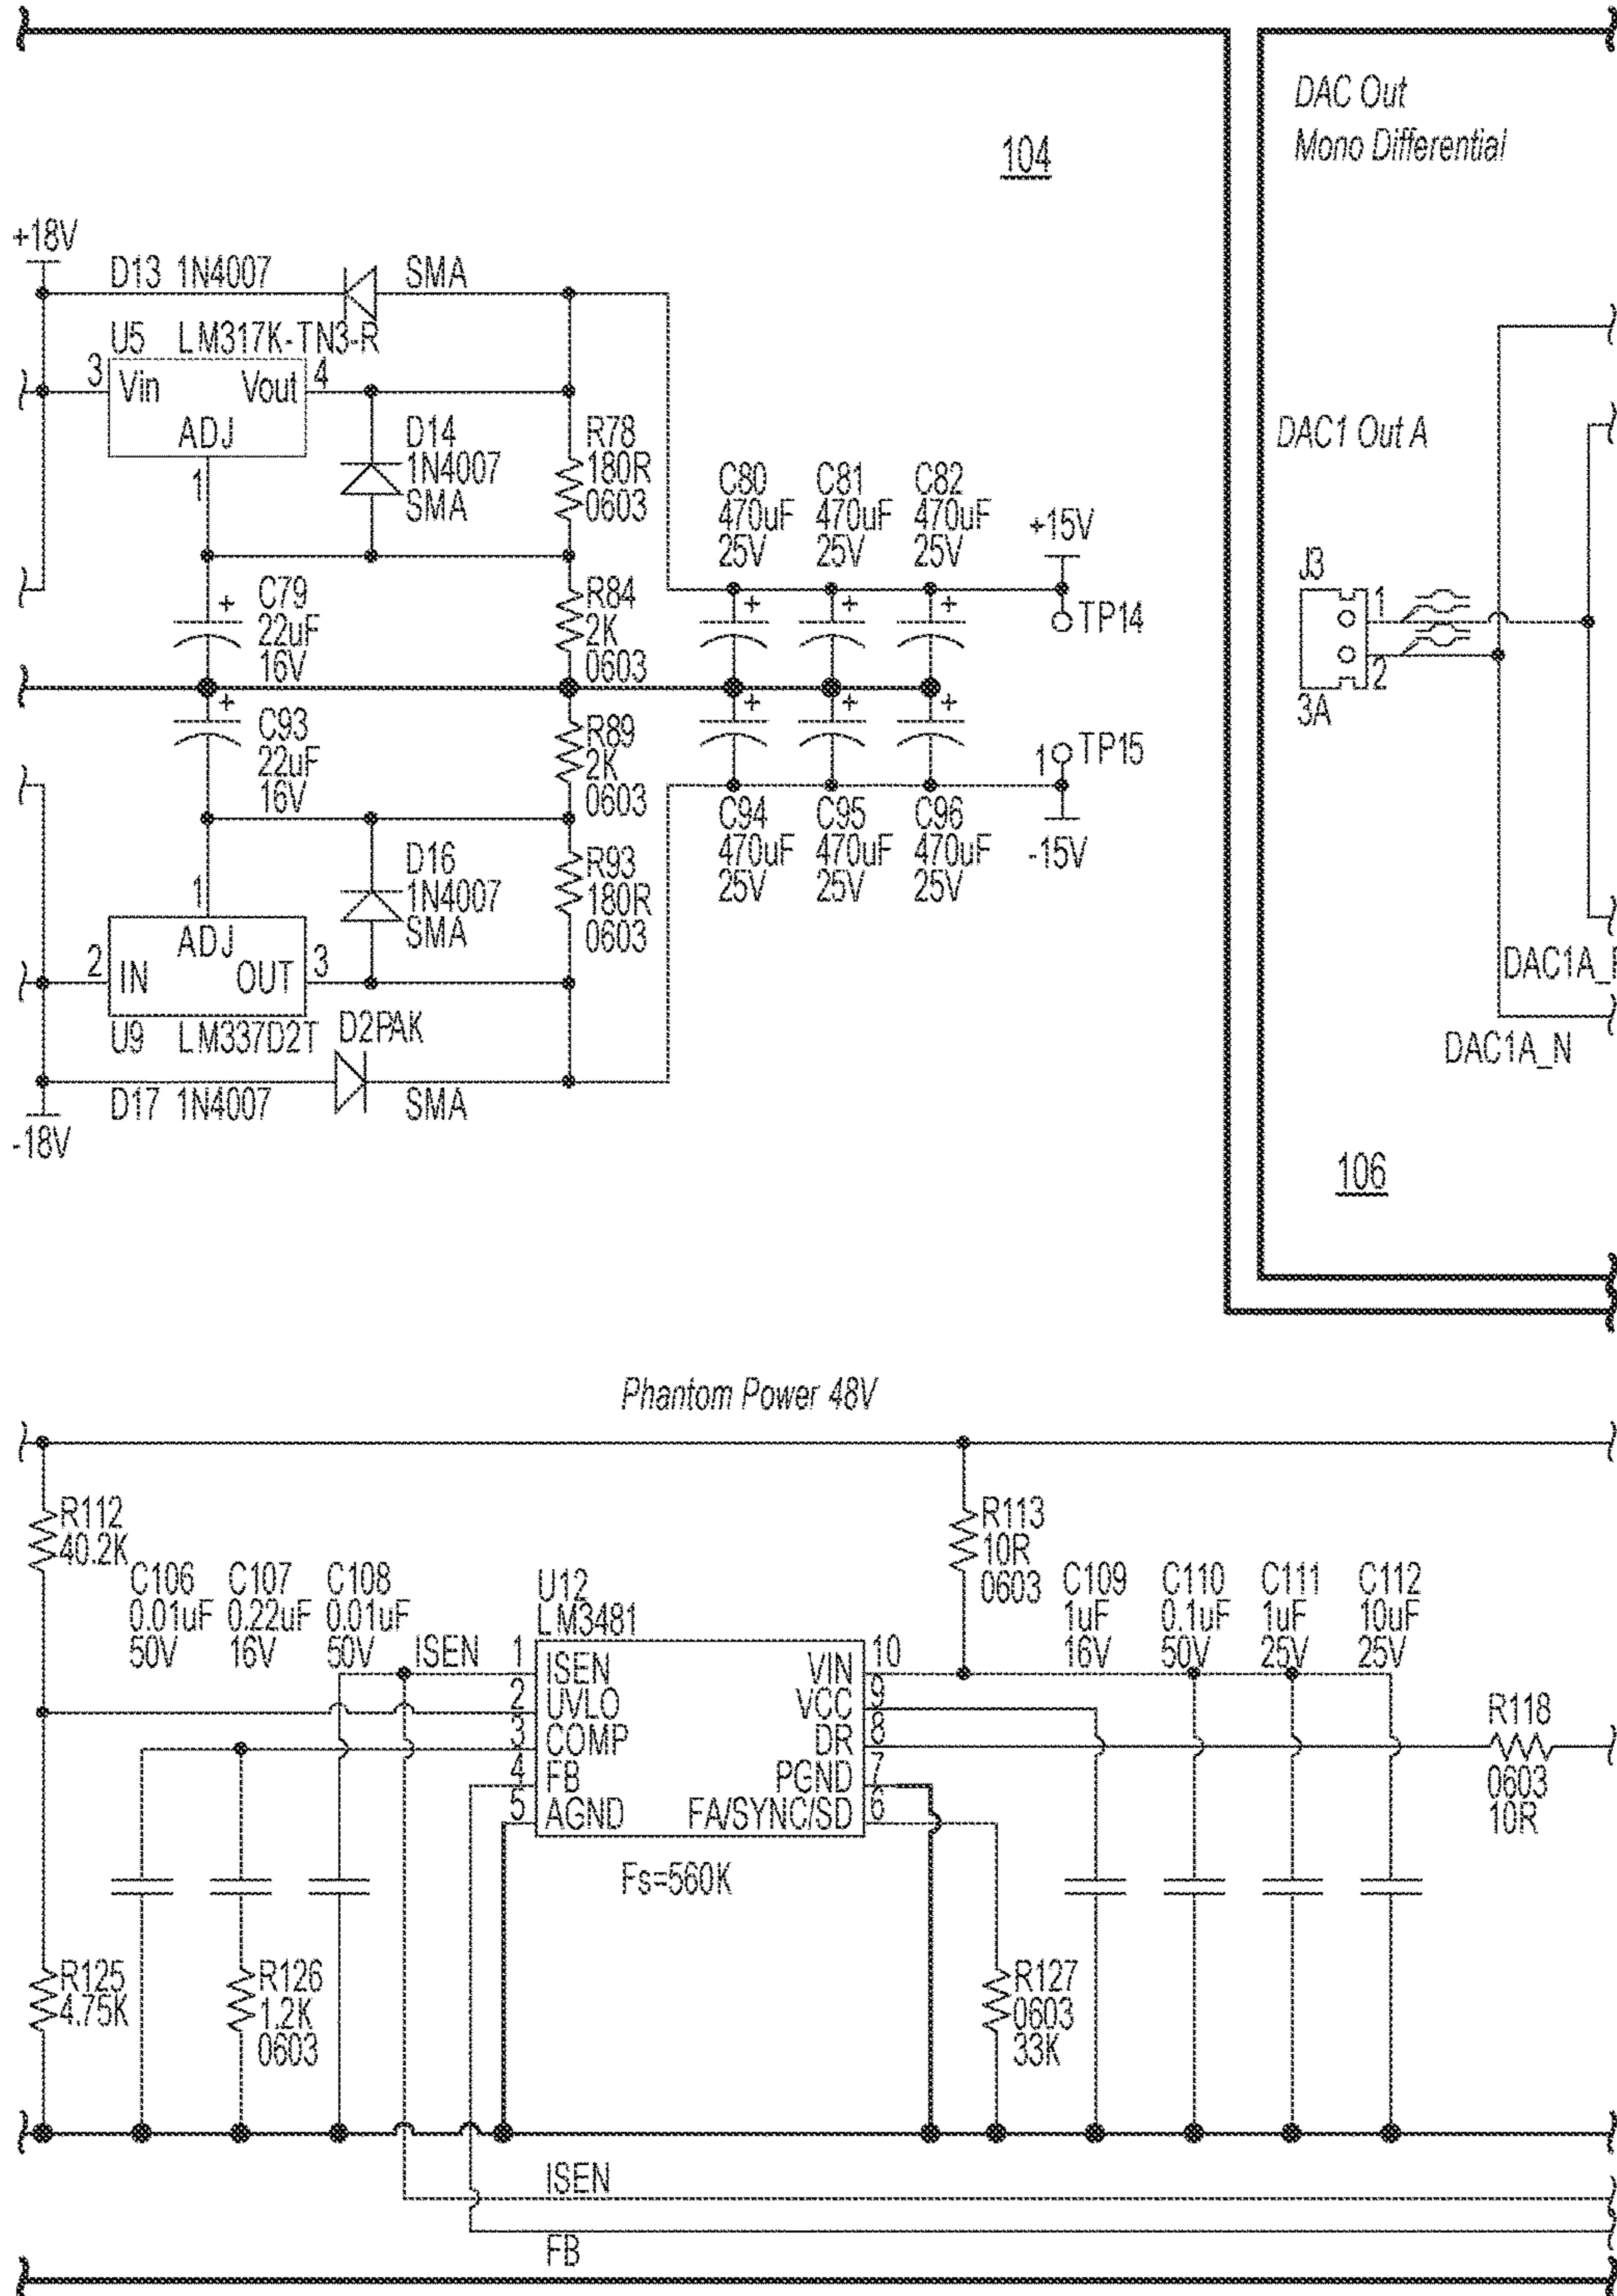 DAC Out
Mono Differential
104
+18V
D13 1N4007
SMA
U5 LM317K-TN3-R
3
Vin
Vout
4
ADJ
1
D14
1N4007
SMA
R78
180R
0603
C80
470uF
25V
C81
470uF
25V
C82
470uF
25V
+15V
TP14
DAC1 Out A
J3
1
2
3A
C79
22uF
16V
R84
2K
0603
C93
22uF
16V
R89
2K
0603
1
TP15
C94
470uF
25V
C95
470uF
25V
C96
470uF
25V
-15V
D16
1N4007
SMA
R93
180R
0603
1
ADJ
2
IN
OUT
3
U9 LM337D2T
D2PAK
D17 1N4007
SMA
-18V
DAC1A_
DAC1A_N
106
Phantom Power 48V
R112
40.2K
C106
0.01uF
50V
C107
0.22uF
16V
C108
0.01uF
50V
ISEN
U12
LM3481
1
ISEN
2
UVLO
3
COMP
4
FB
5
AGND
10
VIN
9
VCC
8
DR
7
PGND
6
FA/SYNC/SD
Fs=560K
R113
10R
0603
C109
1uF
16V
C110
0.1uF
50V
C111
1uF
25V
C112
10uF
25V
R118
0603
10R
R125
4.75K
R126
1.2K
0603
R127
0603
33K
ISEN
FB